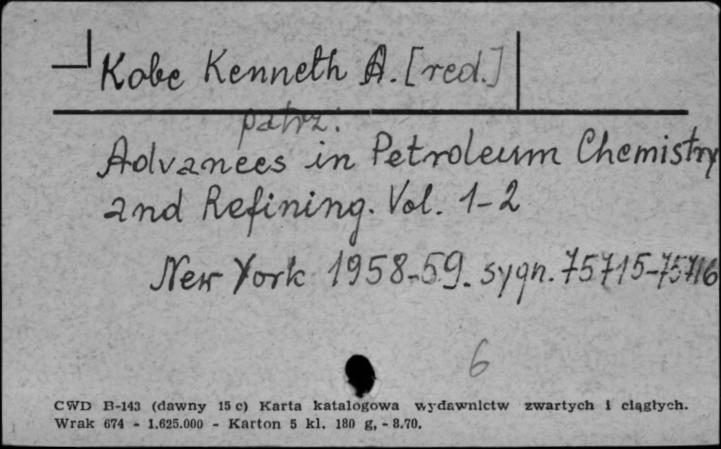 Kobe Kenneth A. [red.]
patrz:
Advances in Petroleum Chemistry
and Refining. Vol. 1-2
New York 1958-59. sygn. 75715-75716
6
CWD B-143 (dawny 15 c) Karta katalogowa wydawnictw zwartych i ciągłych.
Wrak 674 - 1.625.000 - Karton 5 kl. 180 g, - 8.70.